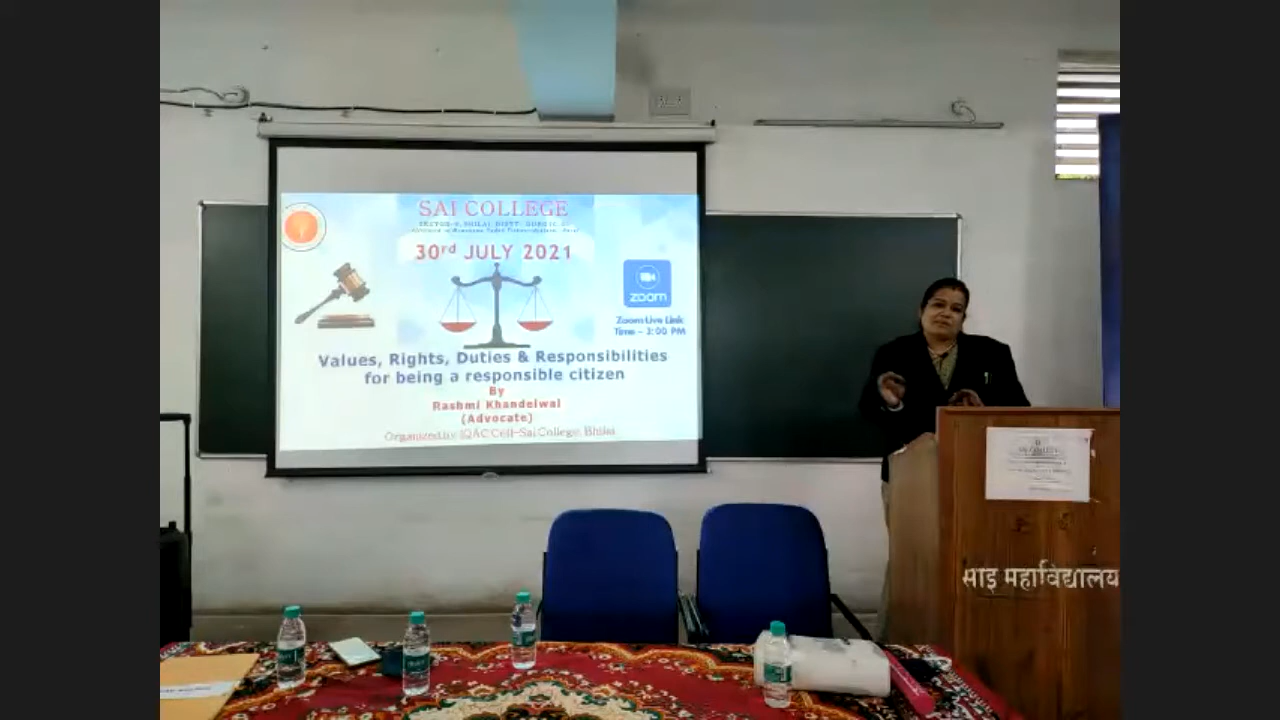 SAI COLLEGE
30rd JULY 2021
zoom
Zoom Live Link
Time - 3:00 PM
Values, Rights, Duties & Responsibilities
for being a responsible citizen
By
Rashmi Khandelwal
(Advocate)
Organized by IQAC Cell-Sai College, Bhilai
साइ महाविद्यालय